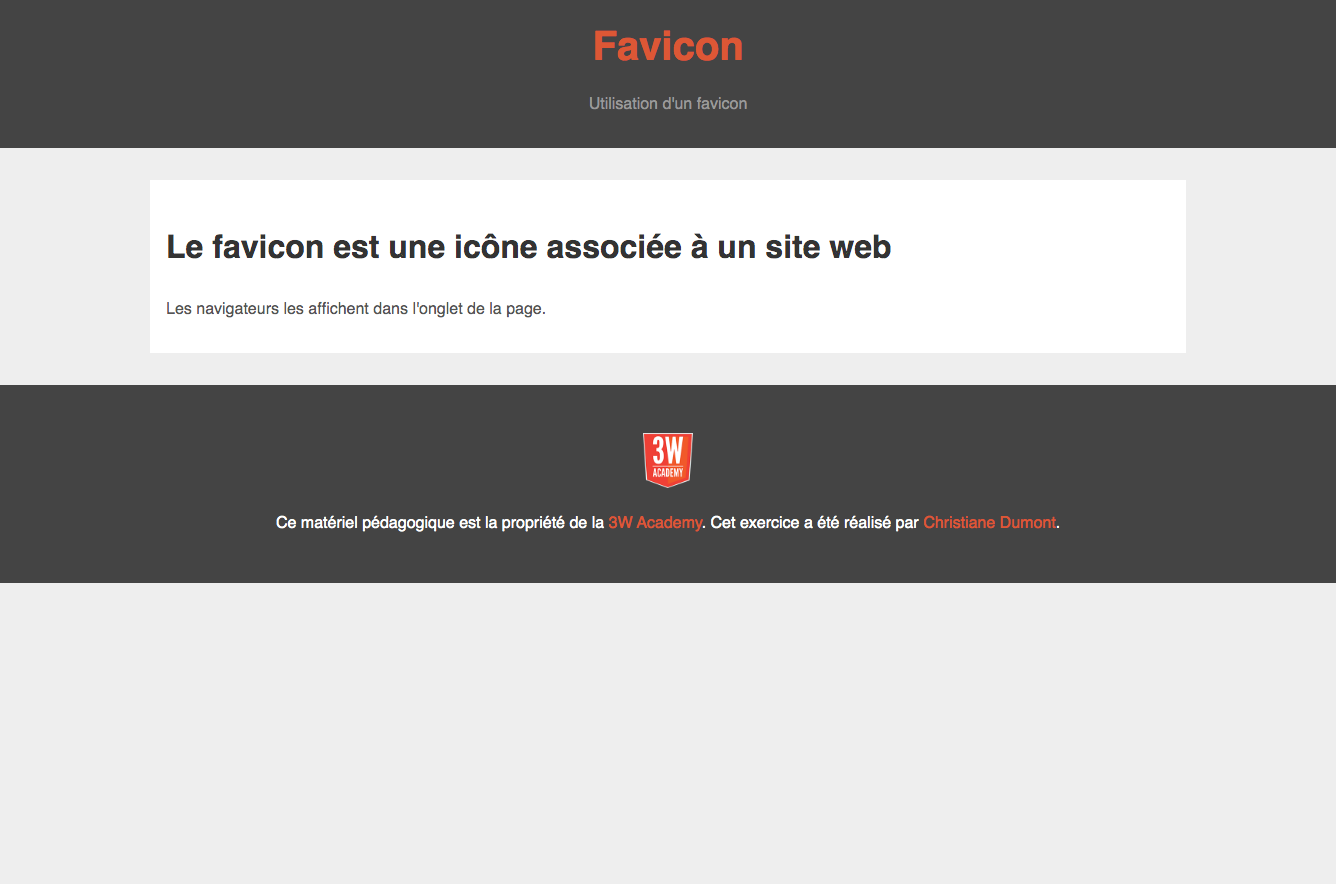 Favicon
Utilisation d'un favicon
Le favicon est une icône associée à un site web
Les navigateurs les affichent dans l'onglet de la page.
3W
ACADEMY
Ce matériel pédagogique est la propriété de la 3W Academy. Cet exercice a été réalisé par Christiane Dumont.